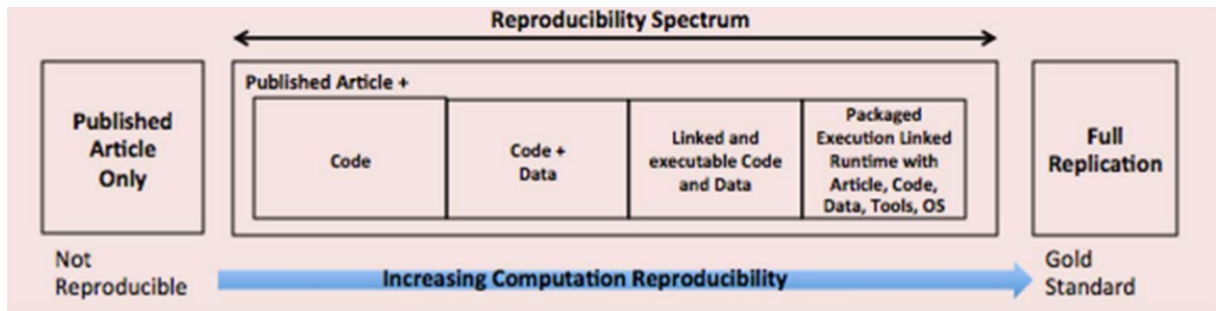 Reproducibility Spectrum
Published
Article
Only
Published Article +
Code
Code +
Data
Linked and
executable Code
and Data
Packaged
Execution Linked
Runtime with
Article, Code,
Data, Tools, OS
Full
Replication
Not
Reproducible
Increasing Computation Reproducibility
Gold
Standard